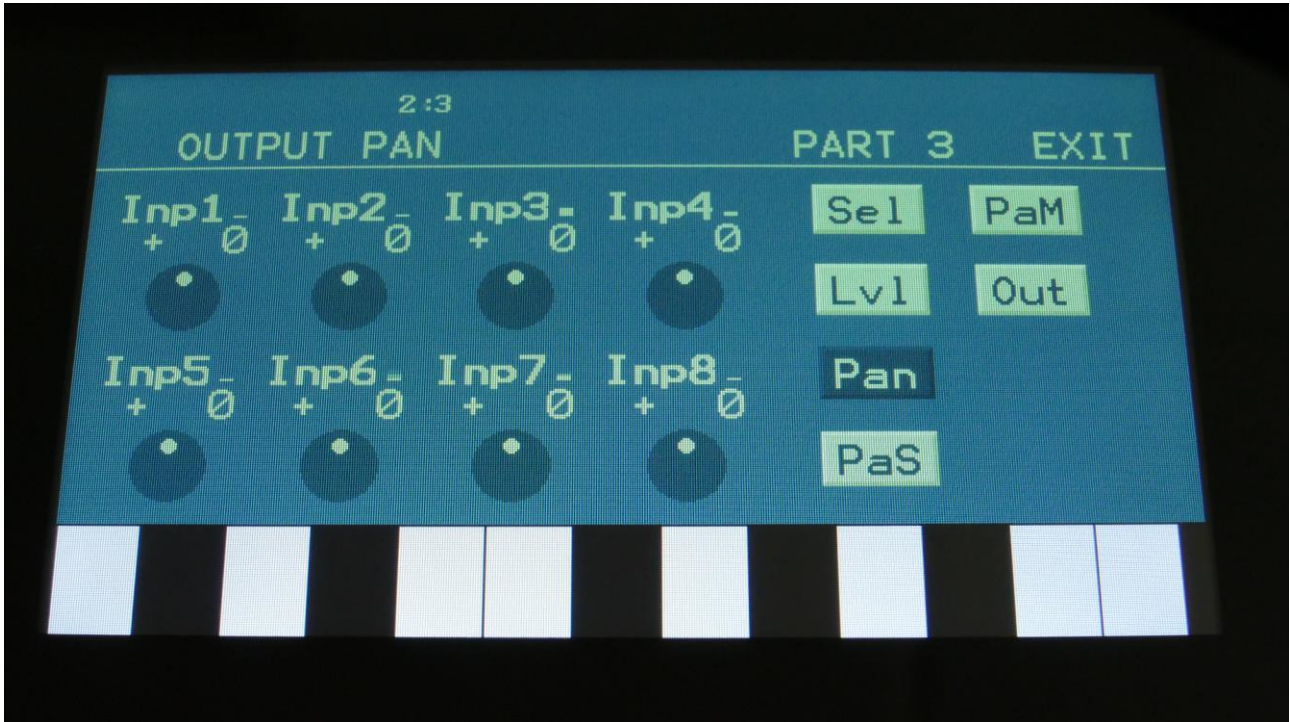 2:3
OUTPUT PAN PART 3 EXIT
Inp1 Inp2 Inp3 Inp4 Sel PaM
+ 0 + 0 + 0 + 0
Lvl Out
Inp5 Inp6 Inp7 Inp8 Pan
+ 0 + 0 + 0 + 0
PaS